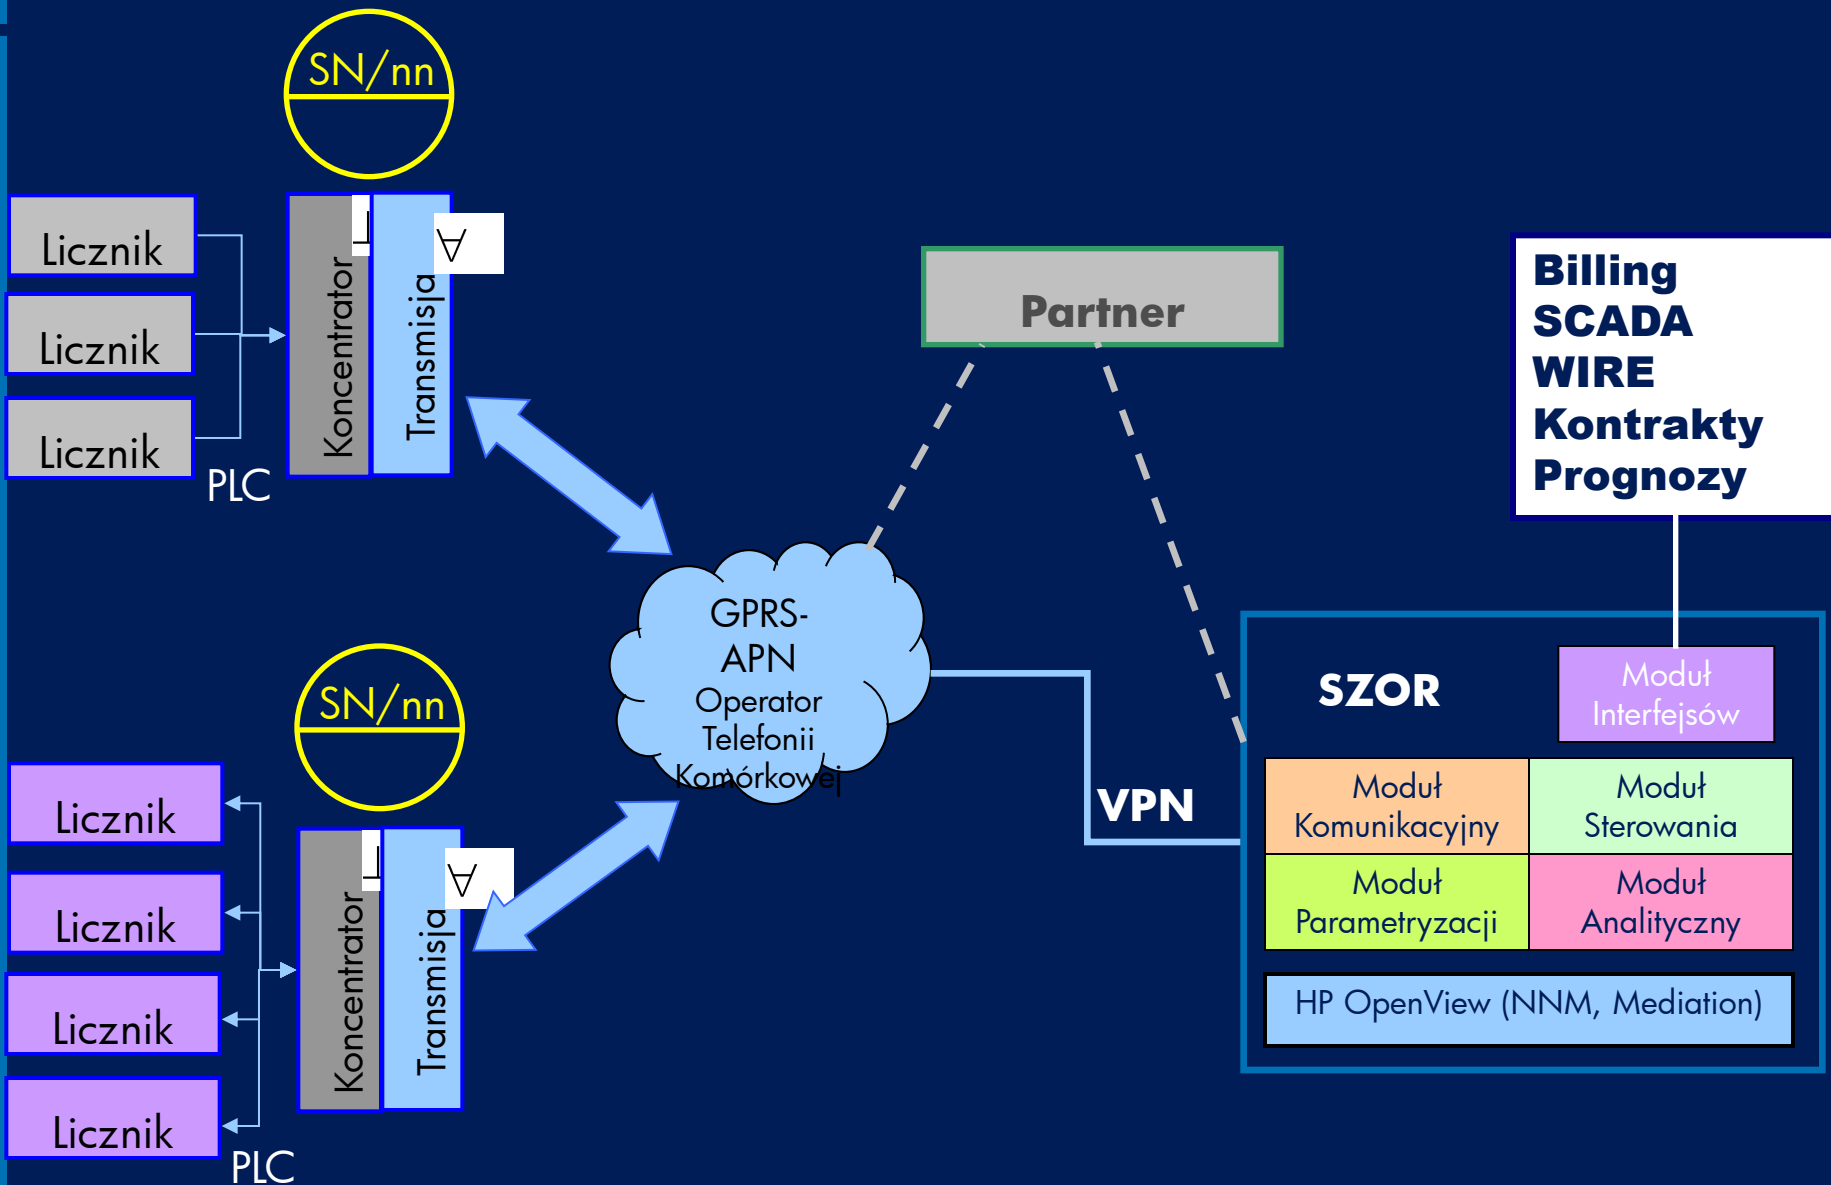 SN/nn
Licznik
Licznik
Licznik
PLC
Koncentrator
Transmisja
A
Partner
Billing
SCADA
WIRE
Kontrakty
Prognozy
GPRS-
APN
Operator
Telefonii
Komórkowej
VPN
SZOR
Moduł
Interfejsów
Moduł
Komunikacyjny
Moduł
Sterowania
Moduł
Parametryzacji
Moduł
Analityczny
HP OpenView (NNM, Mediation)
SN/nn
Licznik
Licznik
Licznik
Licznik
PLC
Koncentrator
Transmisja
A